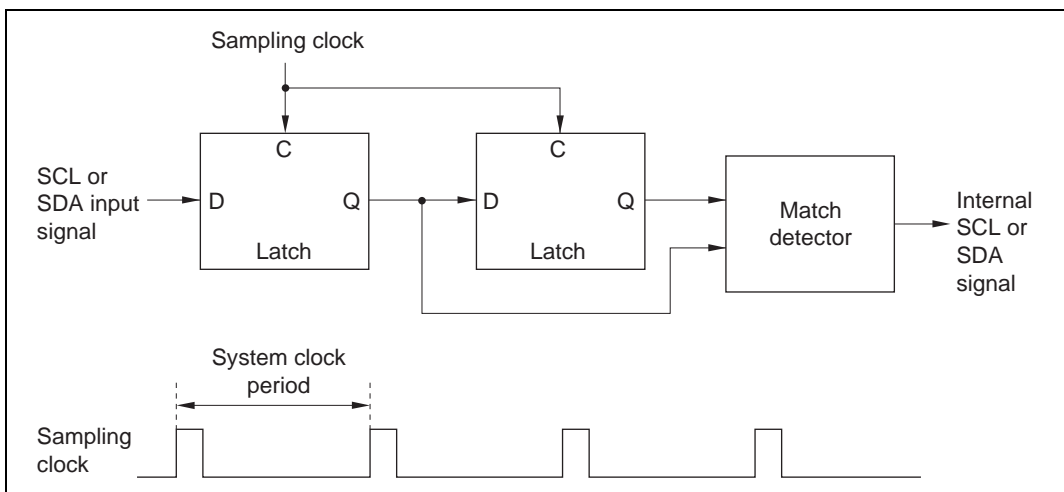 Sampling
clock
C
C
SCL or
SDA input
signal
D
Q
D
Q
Latch
Latch
Match
detector
Internal
SCL or
SDA
signal
System clock
period
Sampling
clock